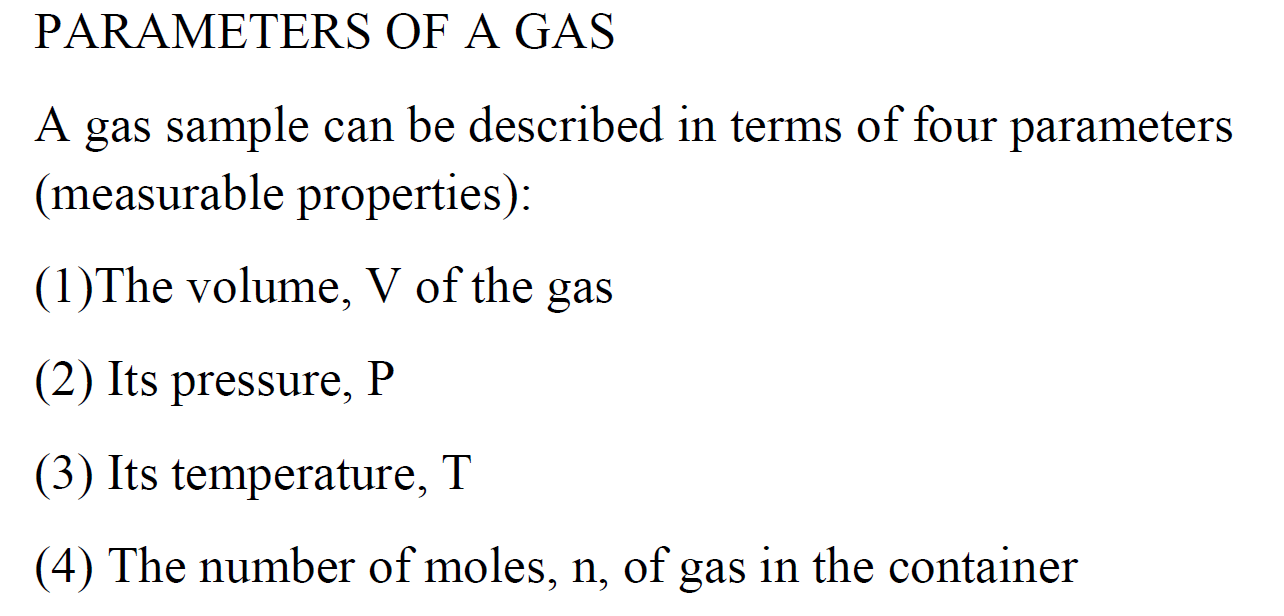 PARAMETERS OF A GAS
A gas sample can be described in terms of four parameters
(measurable properties):
(1)The volume, V of the gas
(2) Its pressure, P
(3) Its temperature, T
(4) The number of moles, n, of gas in the container